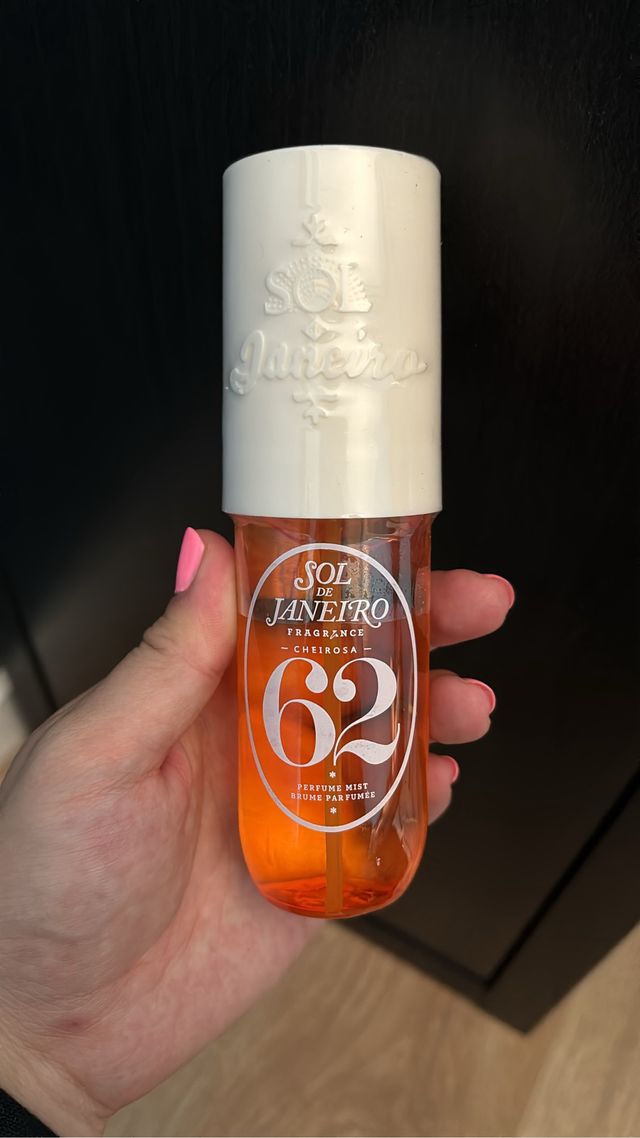 SOL
Janeiro
SOL
DE
JANEIRO
FRAGRANCE
– CHEIROSA –
62
*
PERFUME MIST
BRUME PARFUMÉE
*